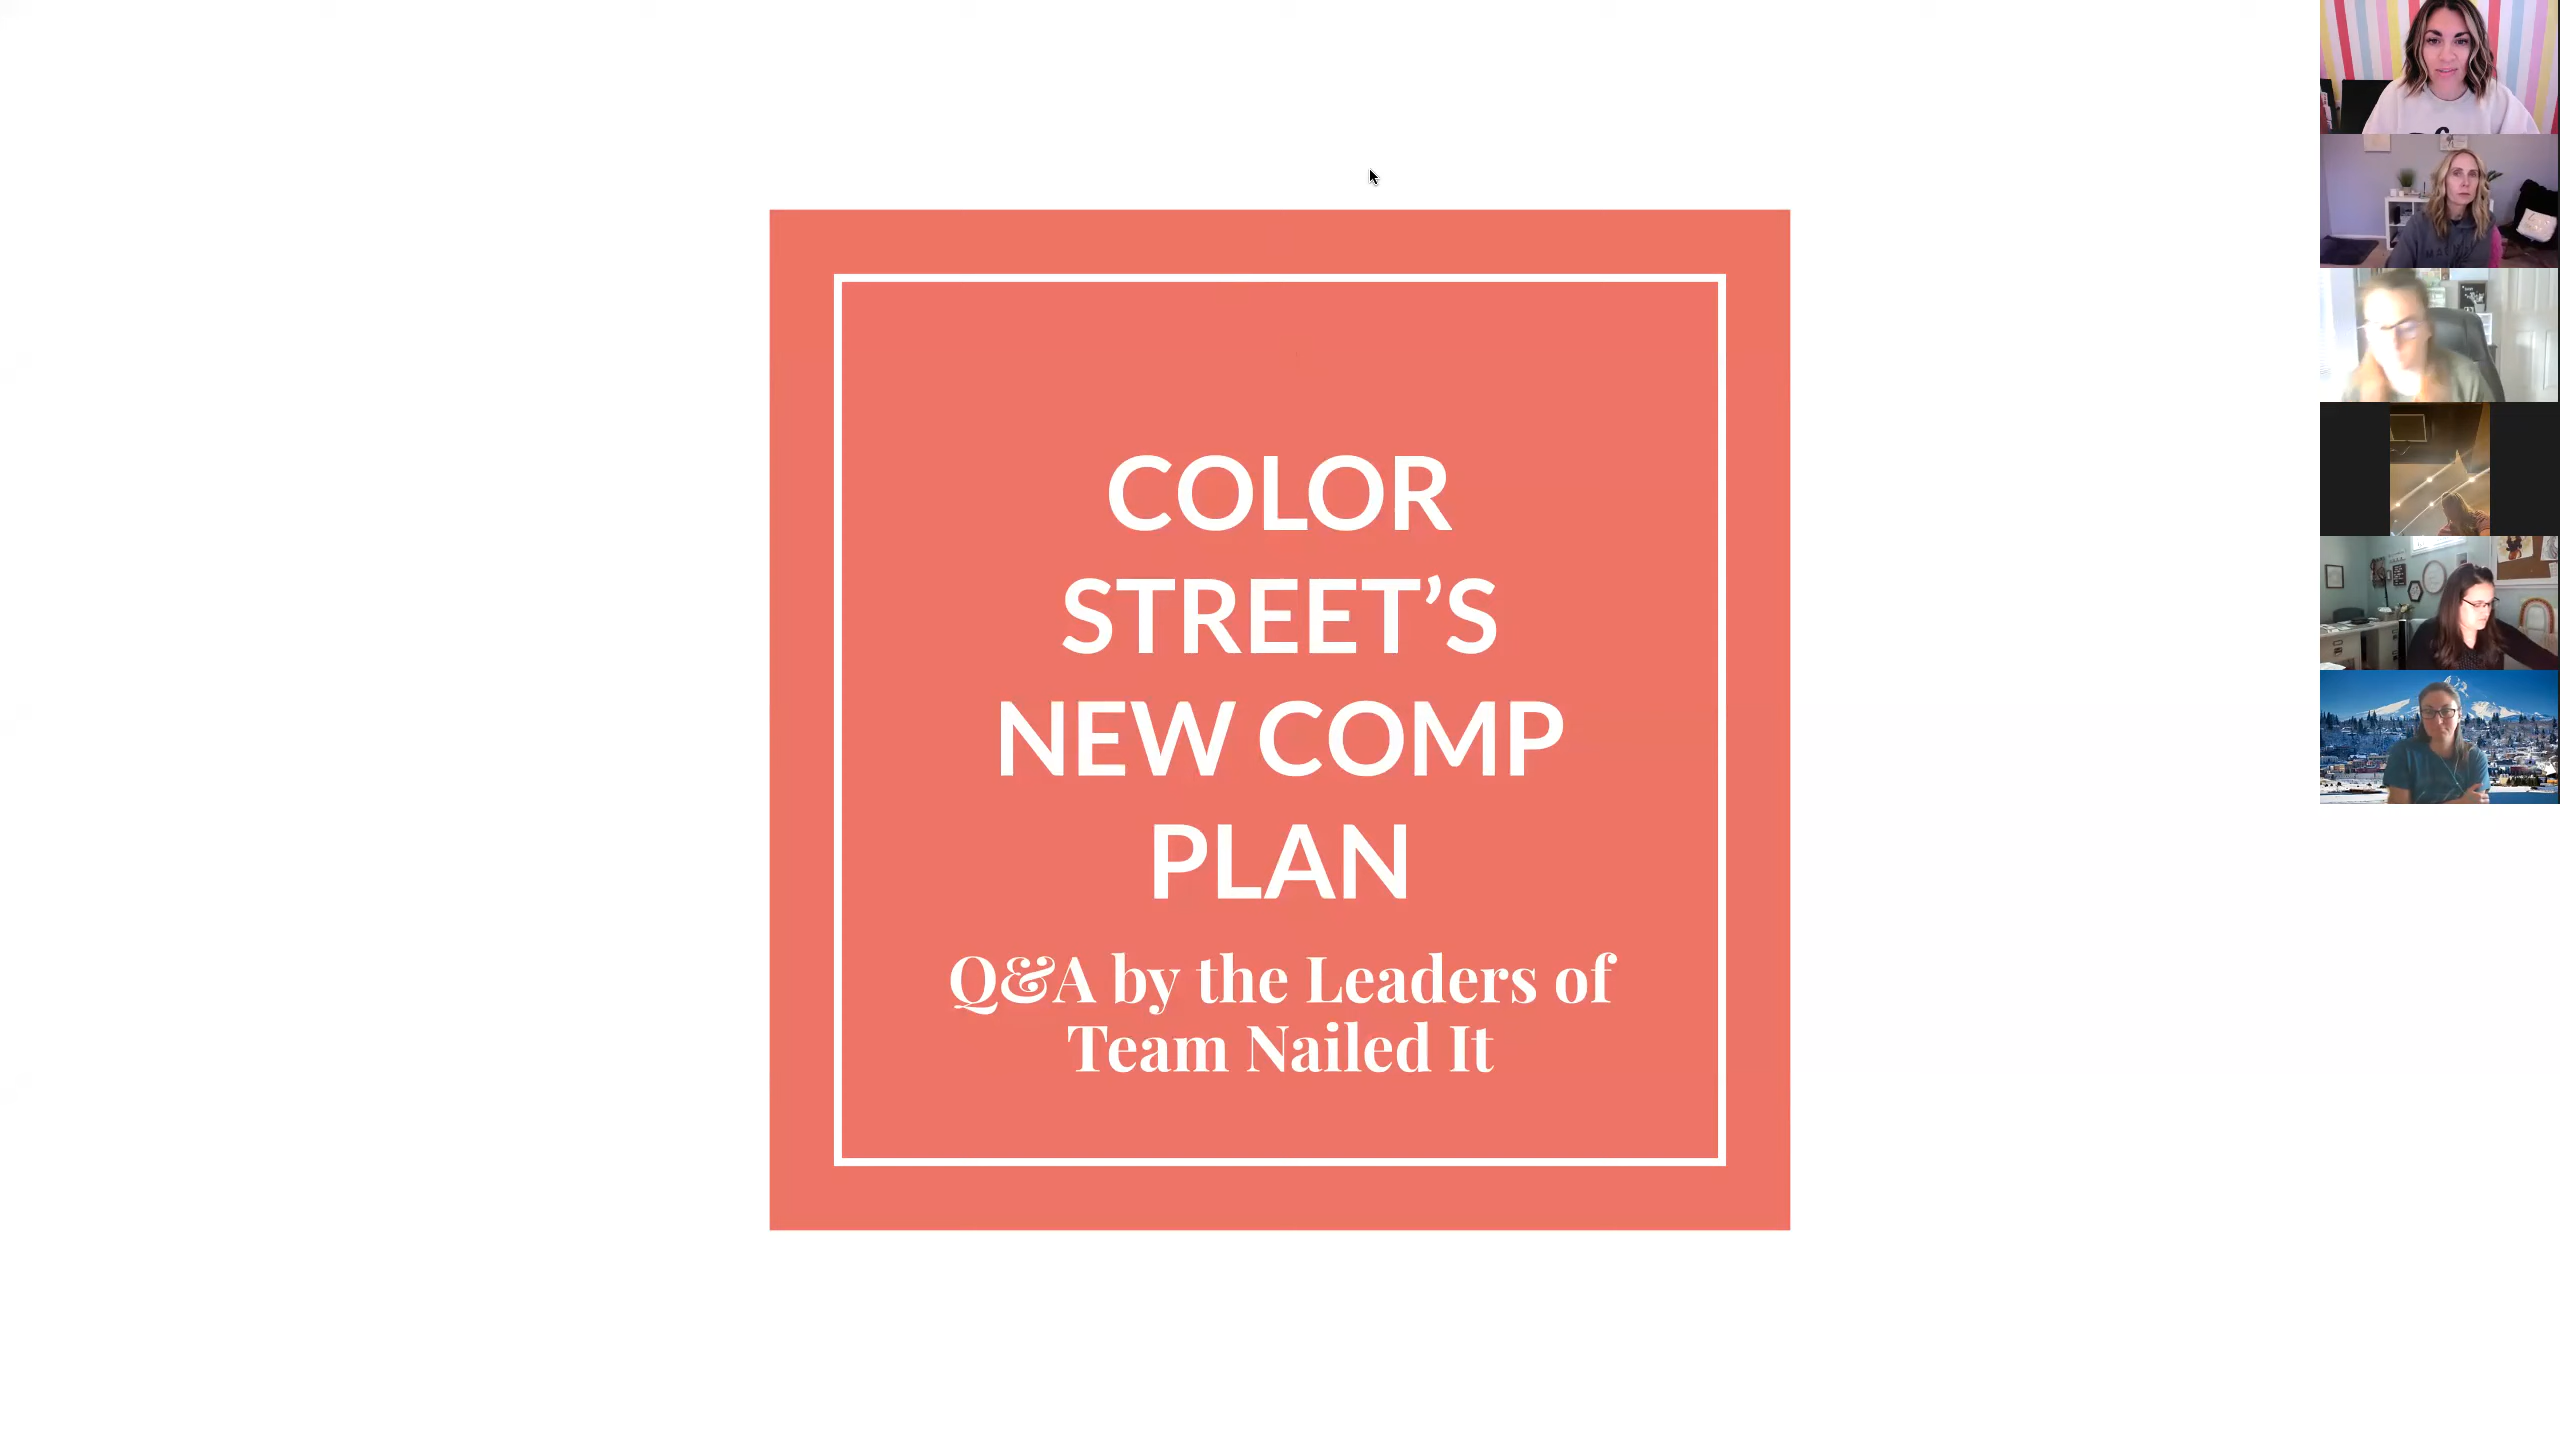 COLOR
STREET’S
NEW COMP
PLAN
Q&A by the Leaders of
Team Nailed It